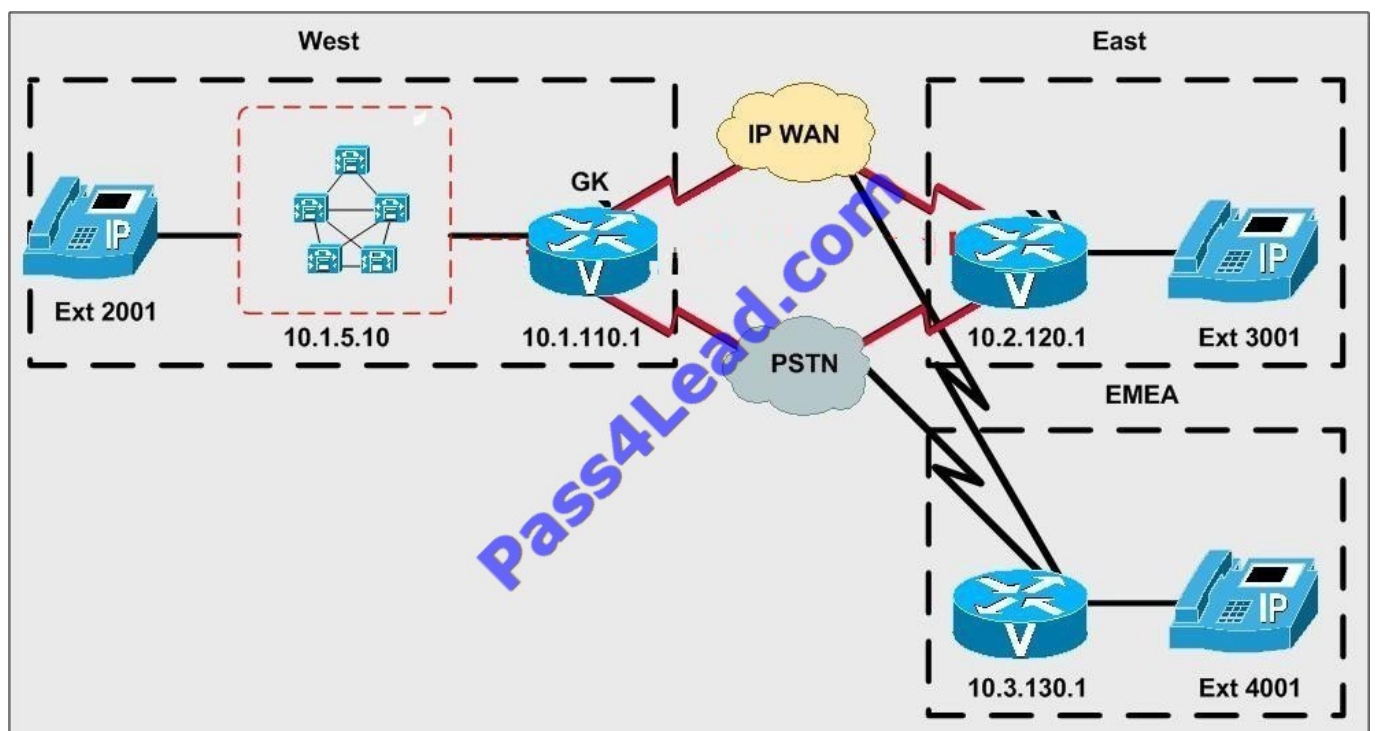 West
East
IP WAN
GK
IP
V
V
IP
Ext 2001
10.1.5.10
10.1.110.1
PSTN
10.2.120.1
Ext 3001
EMEA
Pass4Lead.com
V
IP
10.3.130.1
Ext 4001